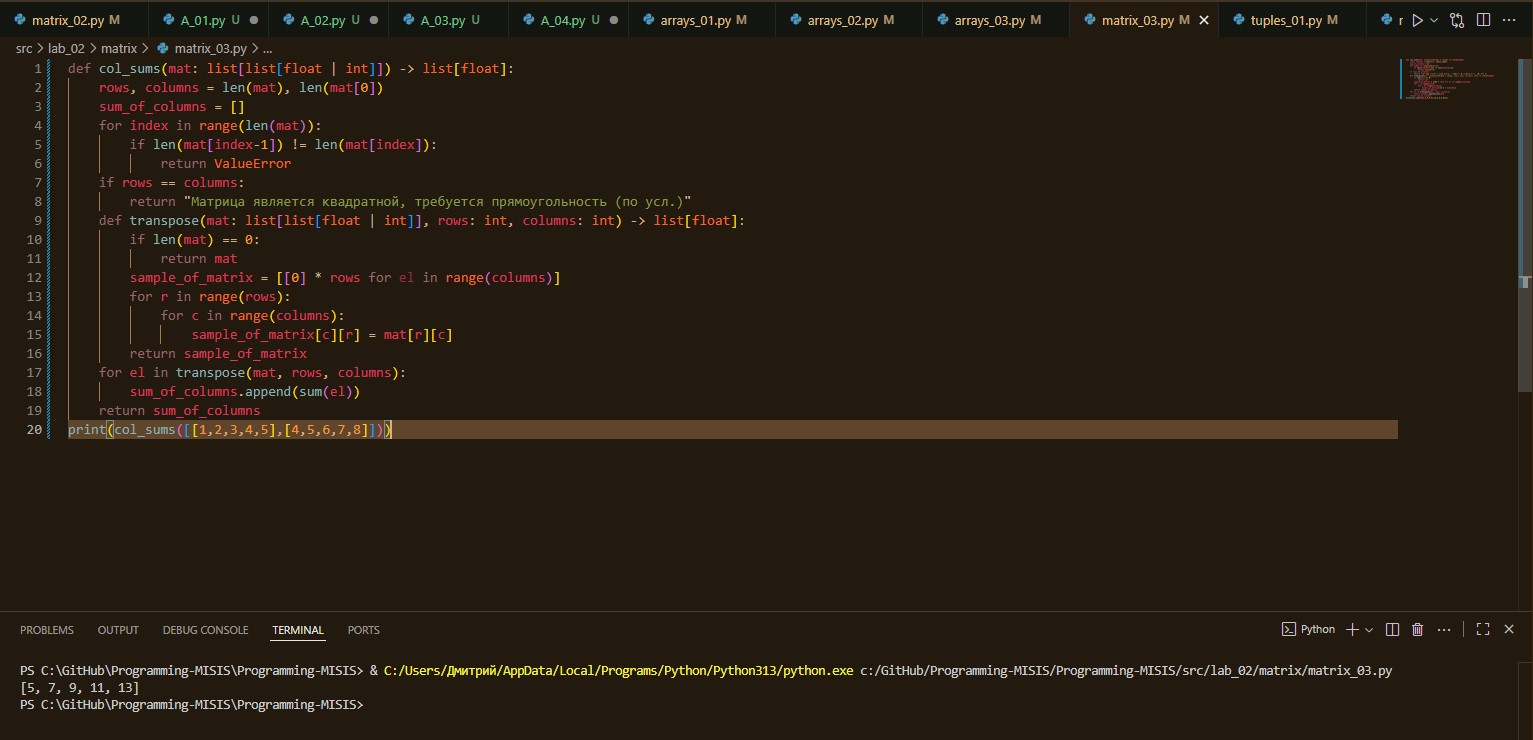 matrix_02.py M A_01.py U A_02.py U A_03.py U A_04.py U arrays_01.py M arrays_02.py M arrays_03.py M matrix_03.py M tuples_01.py M r
src > lab_02 > matrix > matrix_03.py > ...
1 def col_sums(mat: list[list[float | int]]) -> list[float]:
2 rows, columns = len(mat), len(mat[0])
3 sum_of_columns = []
4 for index in range(len(mat)):
5 if len(mat[index-1]) != len(mat[index]):
6 return ValueError
7 if rows == columns:
8 return "Матрица является квадратной, требуется прямоугольность (по усл.)"
9 def transpose(mat: list[list[float | int]], rows: int, columns: int) -> list[float]:
10 if len(mat) == 0:
11 return mat
12 sample_of_matrix = [[0] * rows for el in range(columns)]
13 for r in range(rows):
14 for c in range(columns):
15 sample_of_matrix[c][r] = mat[r][c]
16 return sample_of_matrix
17 for el in transpose(mat, rows, columns):
18 sum_of_columns.append(sum(el))
19 return sum_of_columns
20 print(col_sums([[1,2,3,4,5],[4,5,6,7,8]]))
PROBLEMS OUTPUT DEBUG CONSOLE TERMINAL PORTS Python
PS C:\GitHub\Programming-MISIS\Programming-MISIS> & C:/Users/Дмитрий/AppData/Local/Programs/Python/Python313/python.exe c:/GitHub/Programming-MISIS/Programming-MISIS/src/lab_02/matrix/matrix_03.py
[5, 7, 9, 11, 13]
PS C:\GitHub\Programming-MISIS\Programming-MISIS>